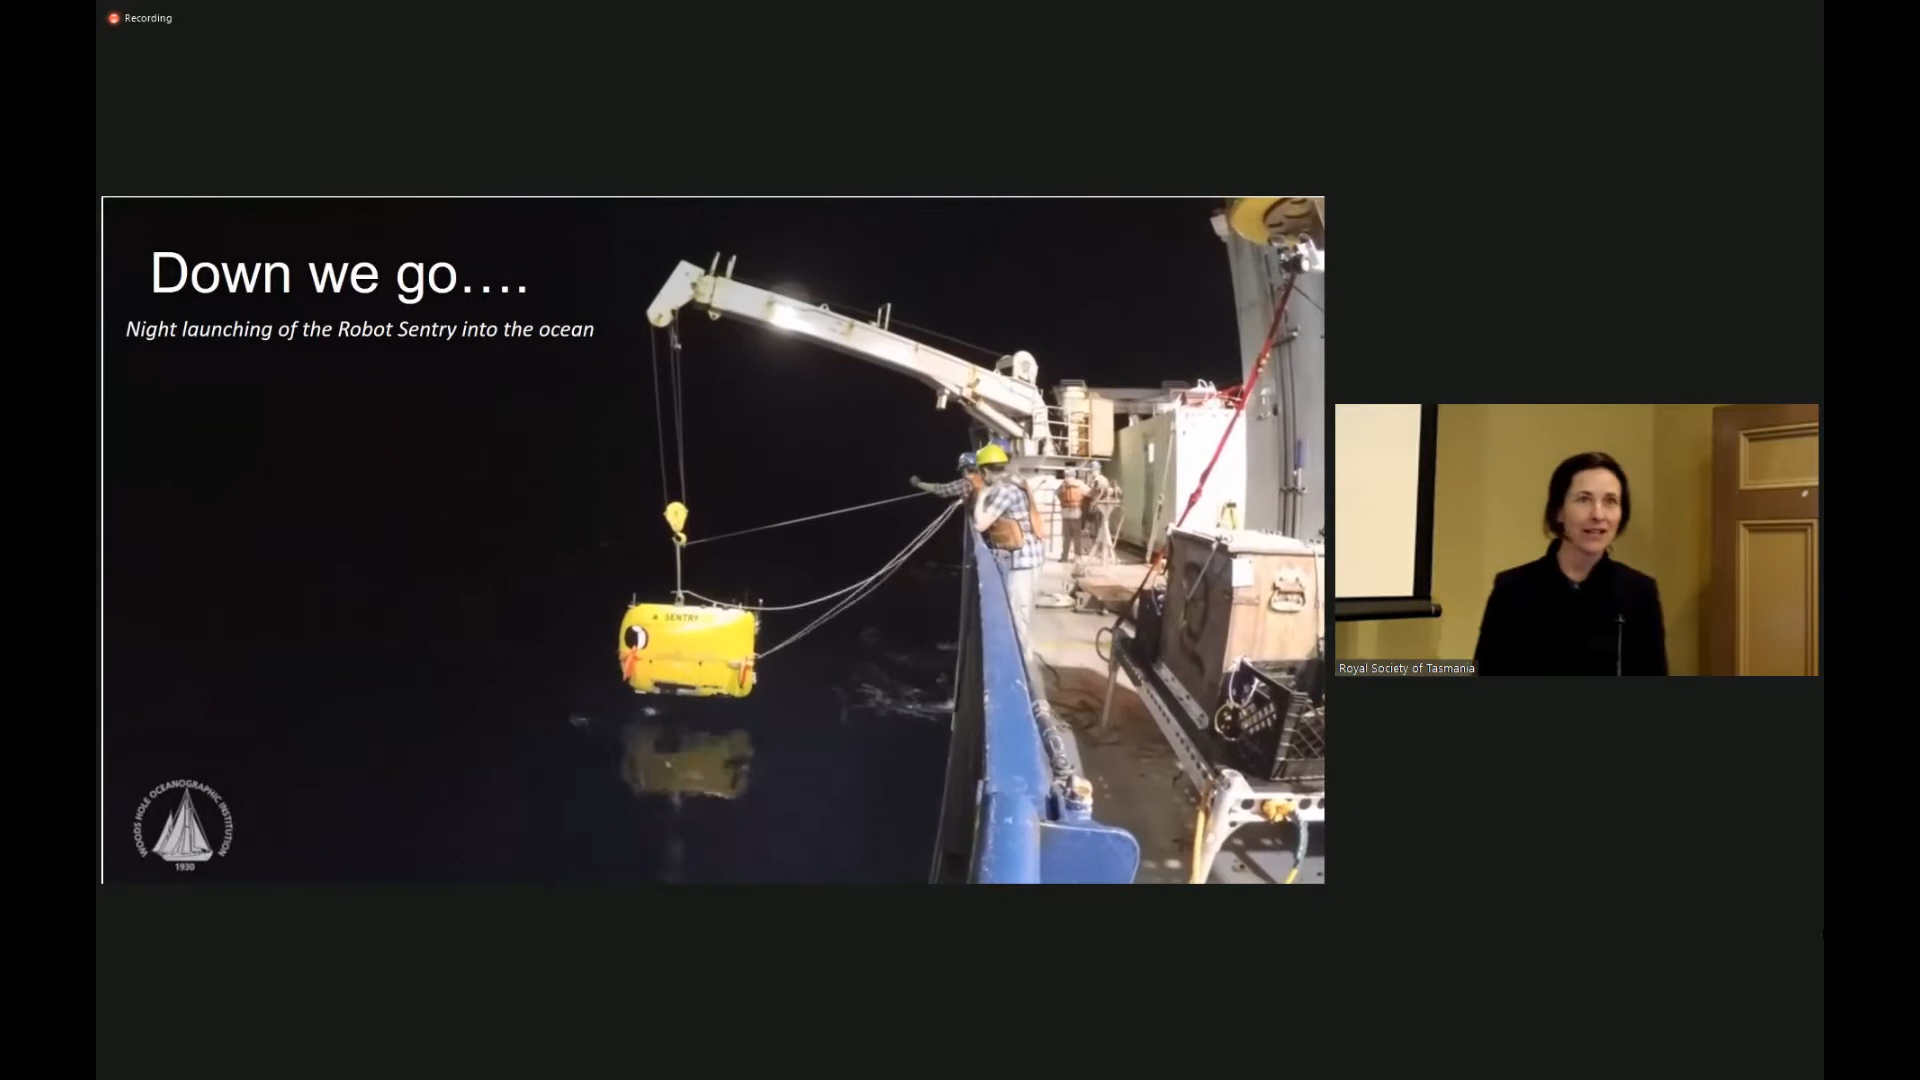 Recording
Down we go....
Night launching of the Robot Sentry into the ocean
SENTRY
WOODS HOLE OCEANOGRAPHIC INSTITUTION
1930
Royal Society of Tasmania